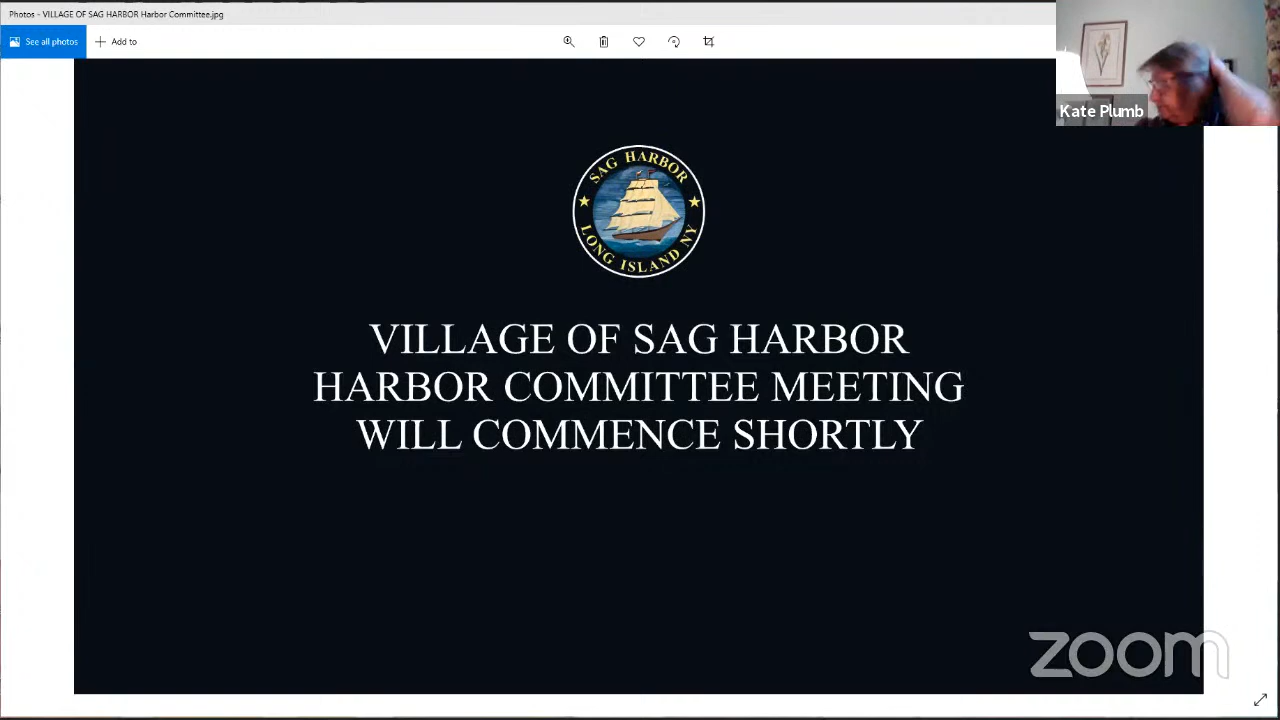 Photos - VILLAGE OF SAG HARBOR Harbor Committee.jpg
See all photos
Add to
Kate Plumb
SAG HARBOR
LONG ISLAND NY
VILLAGE OF SAG HARBOR
HARBOR COMMITTEE MEETING
WILL COMMENCE SHORTLY
zoom